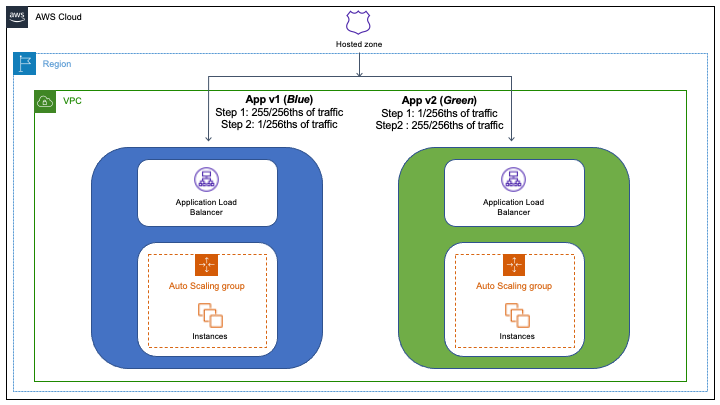 aws
AWS Cloud
Hosted zone
Region
VPC
App v1 (Blue)
Step 1: 255/256ths of traffic
Step 2: 1/256ths of traffic
App v2 (Green)
Step 1: 1/256ths of traffic
Step2 : 255/256ths of traffic
Application Load
Balancer
Auto Scaling group
Instances
Application Load
Balancer
Auto Scaling group
Instances